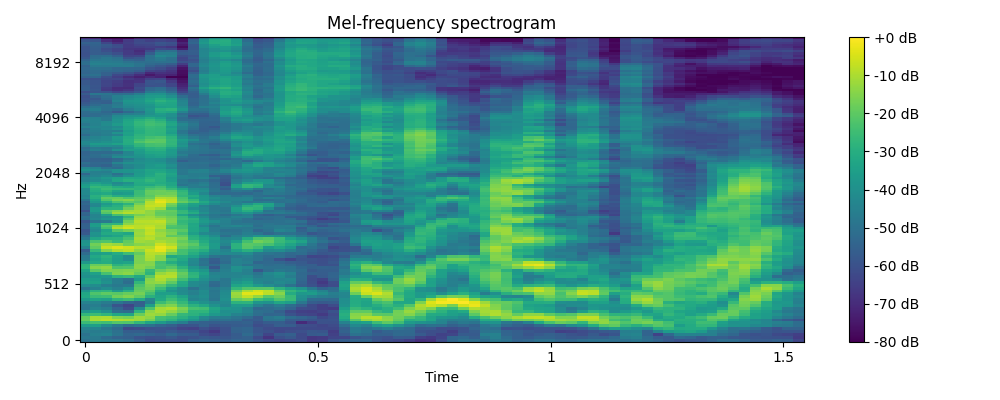 Mel-frequency spectrogram
Hz
8192
4096
2048
1024
512
0
0
0.5
1
1.5
Time
+0 dB
-10 dB
-20 dB
-30 dB
-40 dB
-50 dB
-60 dB
-70 dB
-80 dB